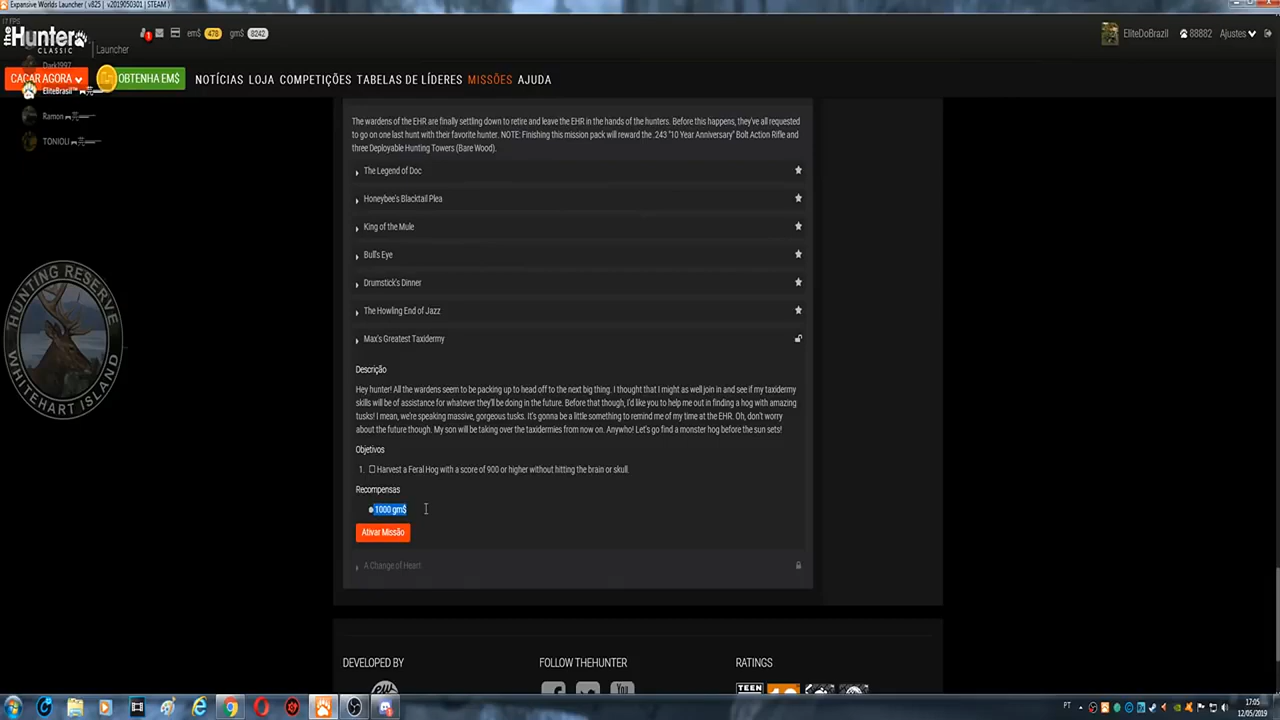 Expansive Worlds Launcher ( v825 | v2019050301 | STEAM )
17 FPS
theHunter
CLASSIC
Launcher
1
em$ 478 gm$ 8242
EliteDoBrazil 88882 Ajustes
Dark1997
CAÇAR AGORA OBTENHA EM$ NOTÍCIAS LOJA COMPETIÇÕES TABELAS DE LÍDERES MISSÕES AJUDA
EliteBrasil™
Ramon
TONIOLI
The wardens of the EHR are finally settling down to retire and leave the EHR in the hands of the hunters. Before this happens, they've all requested
to go on one last hunt with their favorite hunter. NOTE: Finishing this mission pack will reward the .243 "10 Year Anniversary" Bolt Action Rifle and
three Deployable Hunting Towers (Bare Wood).
The Legend of Doc
Honeybee's Blacktail Plea
King of the Mule
Bull's Eye
Drumstick's Dinner
The Howling End of Jazz
Max's Greatest Taxidermy
Descrição
Hey hunter! All the wardens seem to be packing up to head off to the next big thing. I thought that I might as well join in and see if my taxidermy
skills will be of assistance for whatever they'll be doing in the future. Before that though, I'd like you to help me out in finding a hog with amazing
tusks! I mean, we're speaking massive, gorgeous tusks. It's gonna be a little something to remind me of my time at the EHR. Oh, don't worry
about the future though. My son will be taking over the taxidermies from now on. Anywho! Let's go find a monster hog before the sun sets!
Objetivos
1. Harvest a Feral Hog with a score of 900 or higher without hitting the brain or skull.
Recompensas
1000 gm$
Ativar Missão
A Change of Heart
HUNTING RESERVE
WHITEHART ISLAND
DEVELOPED BY FOLLOW THEHUNTER RATINGS
ew
You
TEEN
PT
17:05
12/05/2019